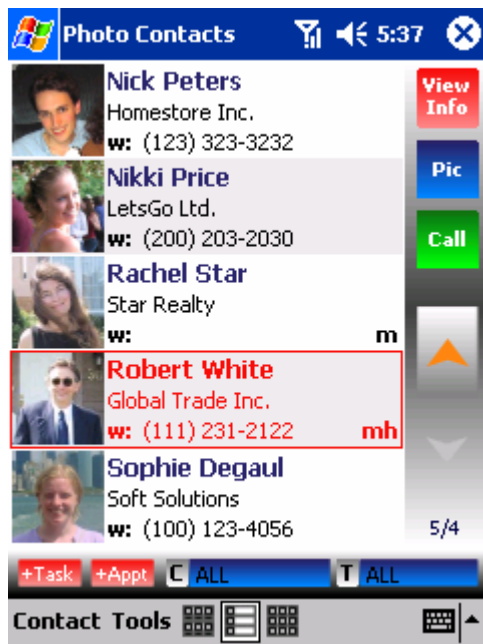 Photo Contacts 5:37
Nick Peters
Homestore Inc.
w: (123) 323-3232
Nikki Price
LetsGo Ltd.
w: (200) 203-2030
Rachel Star
Star Realty
w: m
Robert White
Global Trade Inc.
w: (111) 231-2122 mh
Sophie Degaul
Soft Solutions
w: (100) 123-4056
View
Info
Pic
Call
5/4
+Task +Appt C ALL T ALL
Contact Tools